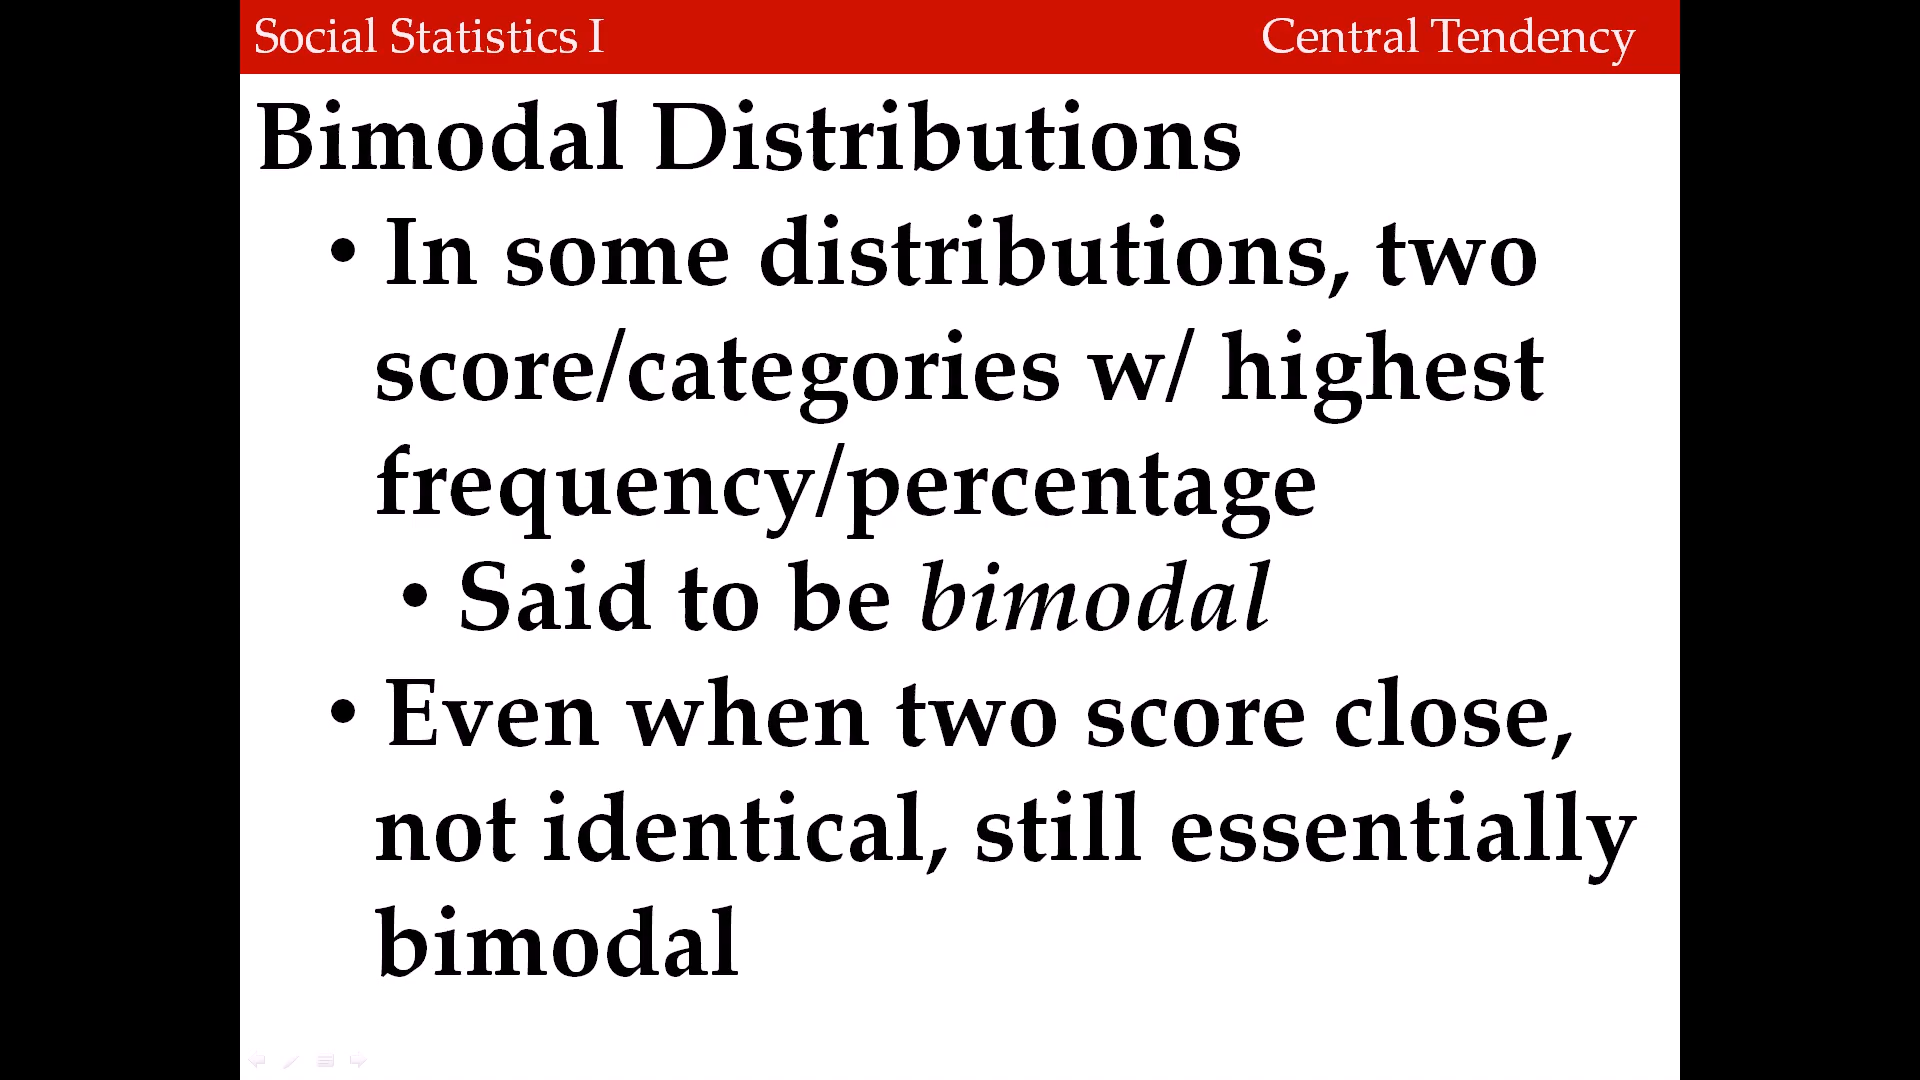 Social Statistics I
Central Tendency
Bimodal Distributions
• In some distributions, two
score/categories w/ highest
frequency/percentage
• Said to be bimodal
• Even when two score close,
not identical, still essentially
bimodal